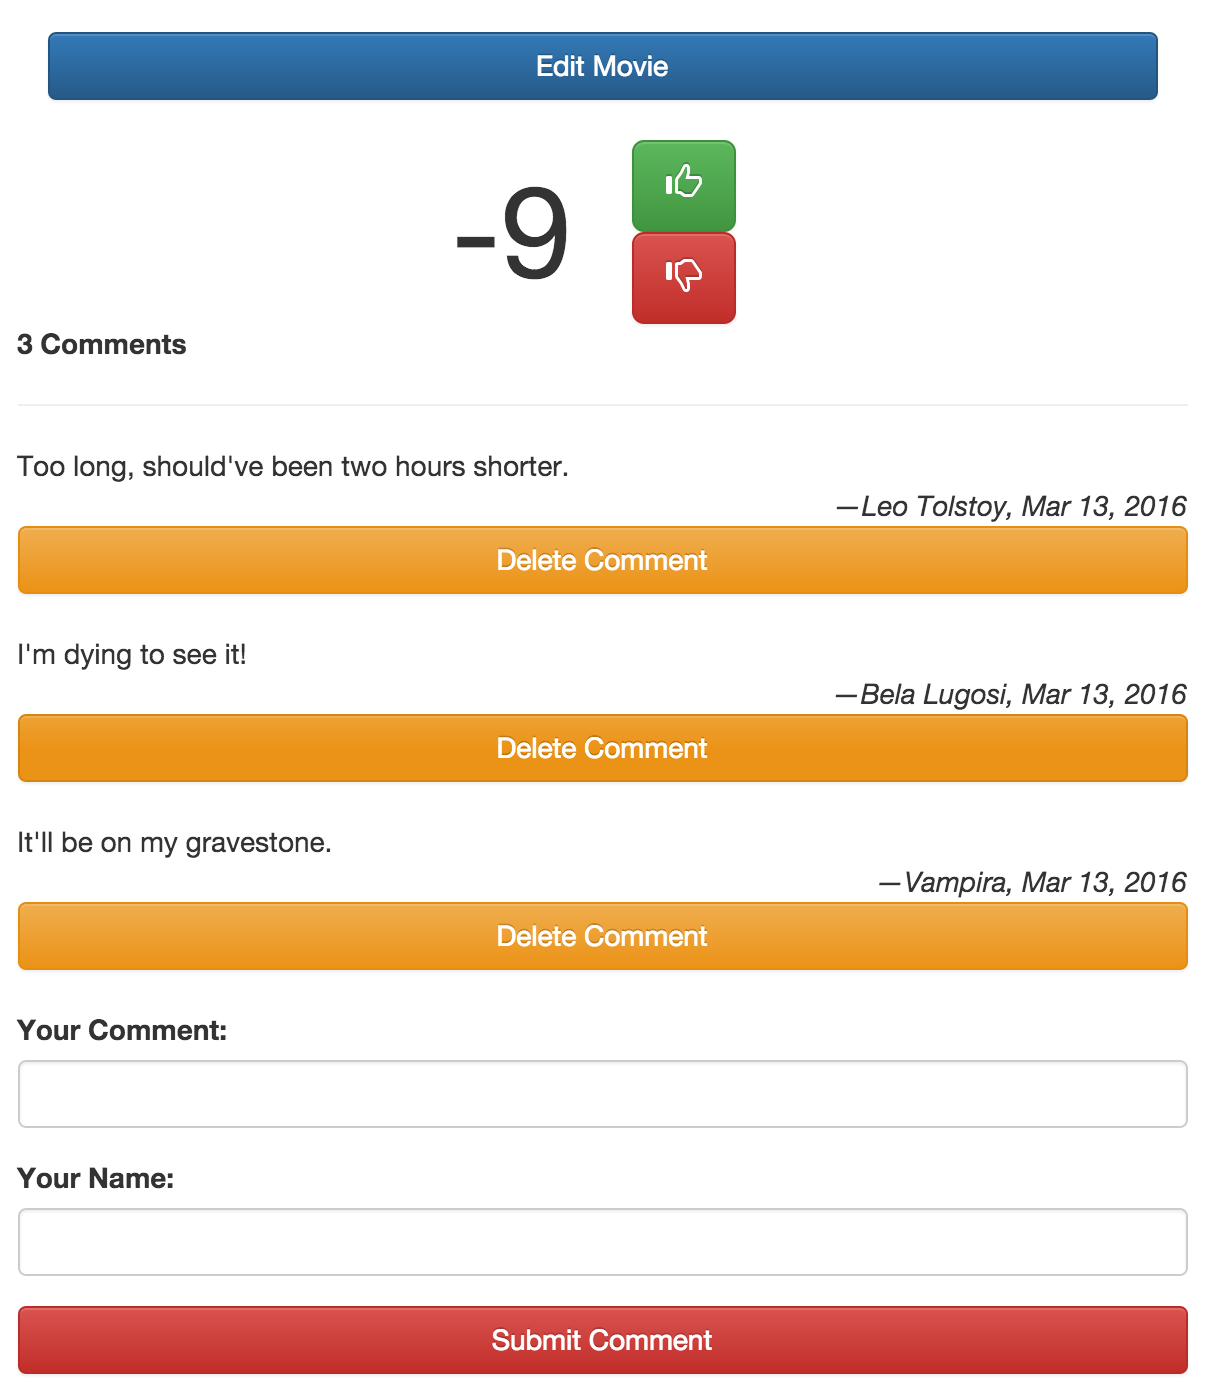 Edit Movie
-9
3 Comments
Too long, should've been two hours shorter.
—Leo Tolstoy, Mar 13, 2016
Delete Comment
I'm dying to see it!
—Bela Lugosi, Mar 13, 2016
Delete Comment
It'll be on my gravestone.
—Vampira, Mar 13, 2016
Delete Comment
Your Comment:
Your Name:
Submit Comment